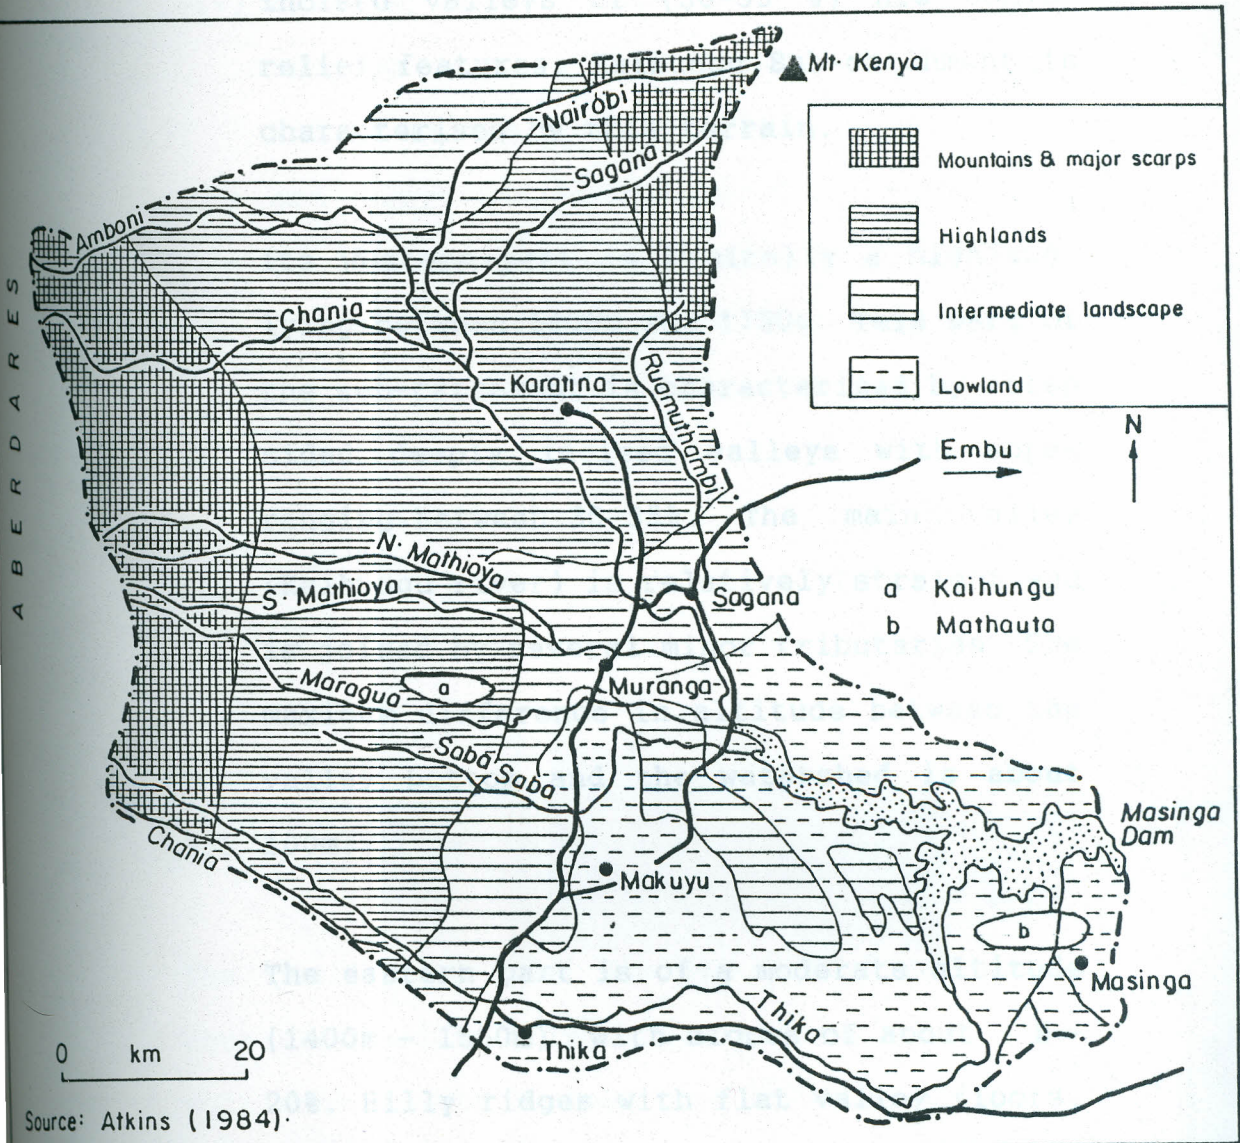 Mt. Kenya
Nairobi
Sagana
Mountains & major scarps
Highlands
Intermediate landscape
Lowland
Amboni
ABERDARES
Chania
Karatina
Ruamuthambi
N
Embu
N. Mathioya
S. Mathioya
Sagana
a Kaihungu
b Mathauta
Maragua
a
Muranga
Saba Saba
Masinga
Dam
Chania
Makuyu
b
Masinga
Thika
Thika
0 km 20
Source: Atkins (1984).